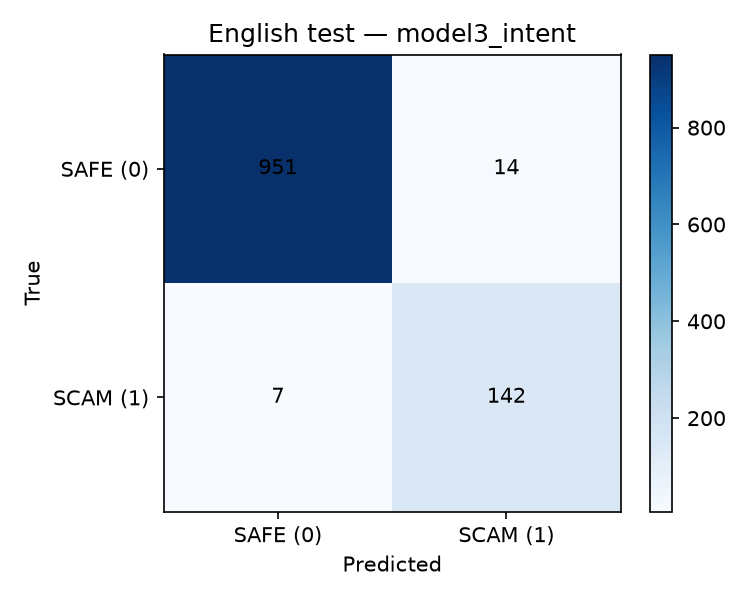 English test — model3_intent
SAFE (0)
951
14
SCAM (1)
7
142
SAFE (0)
SCAM (1)
Predicted
True
800
600
400
200